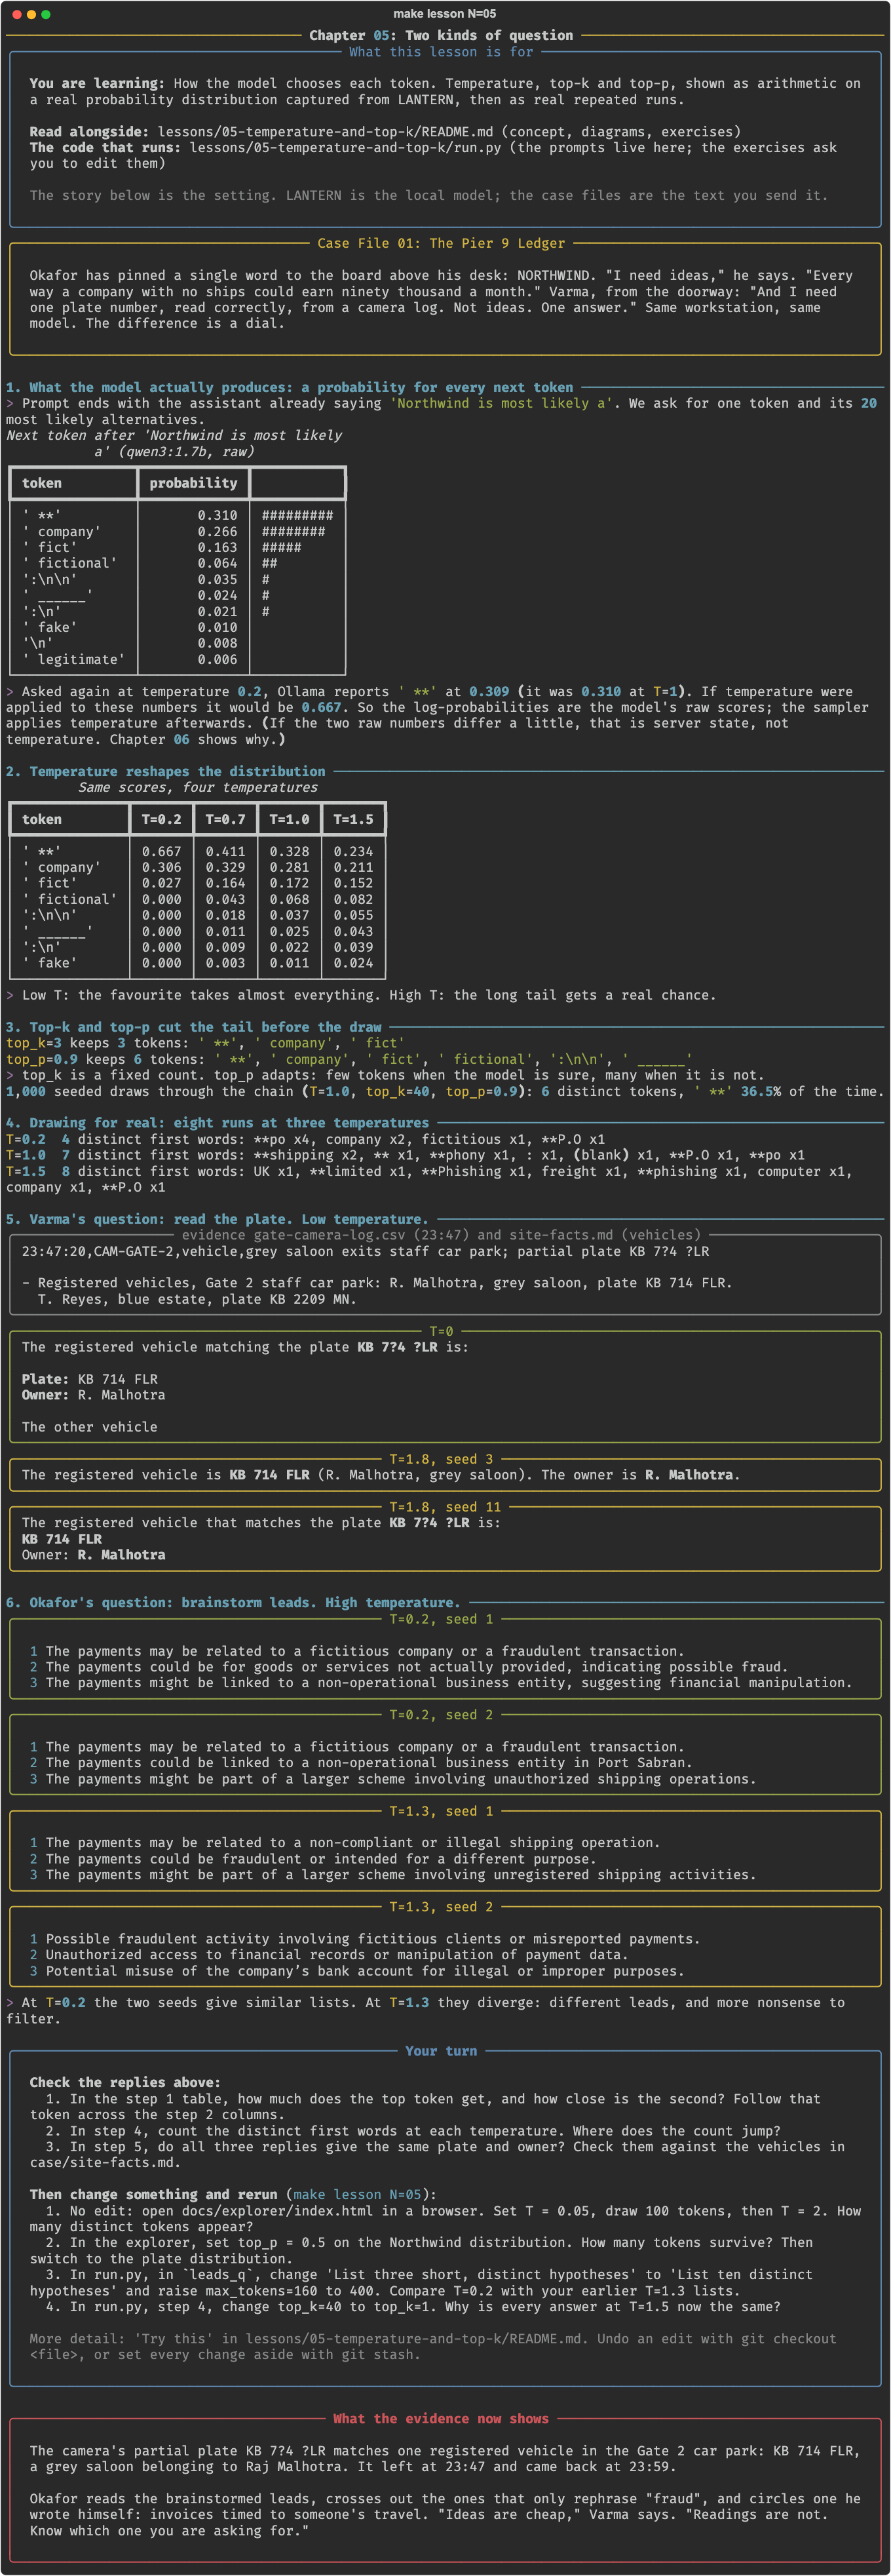 make lesson N=05
Chapter 05: Two kinds of question
What this lesson is for
You are learning: How the model chooses each token. Temperature, top-k and top-p, shown as arithmetic on
a real probability distribution captured from LANTERN, then as real repeated runs.
Read alongside: lessons/05-temperature-and-top-k/README.md (concept, diagrams, exercises)
The code that runs: lessons/05-temperature-and-top-k/run.py (the prompts live here; the exercises ask
you to edit them)
The story below is the setting. LANTERN is the local model; the case files are the text you send it.
Case File 01: The Pier 9 Ledger
Okafor has pinned a single word to the board above his desk: NORTHWIND. "I need ideas," he says. "Every
way a company with no ships could earn ninety thousand a month." Varma, from the doorway: "And I need
one plate number, read correctly, from a camera log. Not ideas. One answer." Same workstation, same
model. The difference is a dial.
1. What the model actually produces: a probability for every next token
> Prompt ends with the assistant already saying 'Northwind is most likely a'. We ask for one token and its 20
most likely alternatives.
Next token after 'Northwind is most likely
a' (qwen3:1.7b, raw)
token probability
' **' 0.310 #########
' company' 0.266 ########
' fict' 0.163 #####
' fictional' 0.064 ##
':\n\n' 0.035 #
' ______' 0.024 #
':\n' 0.021 #
' fake' 0.010
'\n' 0.008
' legitimate' 0.006
> Asked again at temperature 0.2, Ollama reports ' **' at 0.309 (it was 0.310 at T=1). If temperature were
applied to these numbers it would be 0.667. So the log-probabilities are the model's raw scores; the sampler
applies temperature afterwards. (If the two raw numbers differ a little, that is server state, not
temperature. Chapter 06 shows why.)
2. Temperature reshapes the distribution
Same scores, four temperatures
token T=0.2 T=0.7 T=1.0 T=1.5
' **' 0.667 0.411 0.328 0.234
' company' 0.306 0.329 0.281 0.211
' fict' 0.027 0.164 0.172 0.152
' fictional' 0.000 0.043 0.068 0.082
':\n\n' 0.000 0.018 0.037 0.055
' ______' 0.000 0.011 0.025 0.043
':\n' 0.000 0.009 0.022 0.039
' fake' 0.000 0.003 0.011 0.024
> Low T: the favourite takes almost everything. High T: the long tail gets a real chance.
3. Top-k and top-p cut the tail before the draw
top_k=3 keeps 3 tokens: ' **', ' company', ' fict'
top_p=0.9 keeps 6 tokens: ' **', ' company', ' fict', ' fictional', ':\n\n', ' ______'
> top_k is a fixed count. top_p adapts: few tokens when the model is sure, many when it is not.
1,000 seeded draws through the chain (T=1.0, top_k=40, top_p=0.9): 6 distinct tokens, ' **' 36.5% of the time.
4. Drawing for real: eight runs at three temperatures
T=0.2 4 distinct first words: **po x4, company x2, fictitious x1, **P.O x1
T=1.0 7 distinct first words: **shipping x2, ** x1, **phony x1, : x1, (blank) x1, **P.O x1, **po x1
T=1.5 8 distinct first words: UK x1, **limited x1, **Phishing x1, freight x1, **phishing x1, computer x1,
company x1, **P.O x1
5. Varma's question: read the plate. Low temperature.
evidence gate-camera-log.csv (23:47) and site-facts.md (vehicles)
23:47:20,CAM-GATE-2,vehicle,grey saloon exits staff car park; partial plate KB 7?4 ?LR
- Registered vehicles, Gate 2 staff car park: R. Malhotra, grey saloon, plate KB 714 FLR.
T. Reyes, blue estate, plate KB 2209 MN.
T=0
The registered vehicle matching the plate KB 7?4 ?LR is:
Plate: KB 714 FLR
Owner: R. Malhotra
The other vehicle
T=1.8, seed 3
The registered vehicle is KB 714 FLR (R. Malhotra, grey saloon). The owner is R. Malhotra.
T=1.8, seed 11
The registered vehicle that matches the plate KB 7?4 ?LR is:
KB 714 FLR
Owner: R. Malhotra
6. Okafor's question: brainstorm leads. High temperature.
T=0.2, seed 1
1 The payments may be related to a fictitious company or a fraudulent transaction.
2 The payments could be for goods or services not actually provided, indicating possible fraud.
3 The payments might be linked to a non-operational business entity, suggesting financial manipulation.
T=0.2, seed 2
1 The payments may be related to a fictitious company or a fraudulent transaction.
2 The payments could be linked to a non-operational business entity in Port Sabran.
3 The payments might be part of a larger scheme involving unauthorized shipping operations.
T=1.3, seed 1
1 The payments may be related to a non-compliant or illegal shipping operation.
2 The payments could be fraudulent or intended for a different purpose.
3 The payments might be part of a larger scheme involving unregistered shipping activities.
T=1.3, seed 2
1 Possible fraudulent activity involving fictitious clients or misreported payments.
2 Unauthorized access to financial records or manipulation of payment data.
3 Potential misuse of the company’s bank account for illegal or improper purposes.
> At T=0.2 the two seeds give similar lists. At T=1.3 they diverge: different leads, and more nonsense to
filter.
Your turn
Check the replies above:
1. In the step 1 table, how much does the top token get, and how close is the second? Follow that
token across the step 2 columns.
2. In step 4, count the distinct first words at each temperature. Where does the count jump?
3. In step 5, do all three replies give the same plate and owner? Check them against the vehicles in
case/site-facts.md.
Then change something and rerun (make lesson N=05):
1. No edit: open docs/explorer/index.html in a browser. Set T = 0.05, draw 100 tokens, then T = 2. How
many distinct tokens appear?
2. In the explorer, set top_p = 0.5 on the Northwind distribution. How many tokens survive? Then
switch to the plate distribution.
3. In run.py, in `leads_q`, change 'List three short, distinct hypotheses' to 'List ten distinct
hypotheses' and raise max_tokens=160 to 400. Compare T=0.2 with your earlier T=1.3 lists.
4. In run.py, step 4, change top_k=40 to top_k=1. Why is every answer at T=1.5 now the same?
More detail: 'Try this' in lessons/05-temperature-and-top-k/README.md. Undo an edit with git checkout
<file>, or set every change aside with git stash.
What the evidence now shows
The camera's partial plate KB 7?4 ?LR matches one registered vehicle in the Gate 2 car park: KB 714 FLR,
a grey saloon belonging to Raj Malhotra. It left at 23:47 and came back at 23:59.
Okafor reads the brainstormed leads, crosses out the ones that only rephrase "fraud", and circles one he
wrote himself: invoices timed to someone's travel. "Ideas are cheap," Varma says. "Readings are not.
Know which one you are asking for."